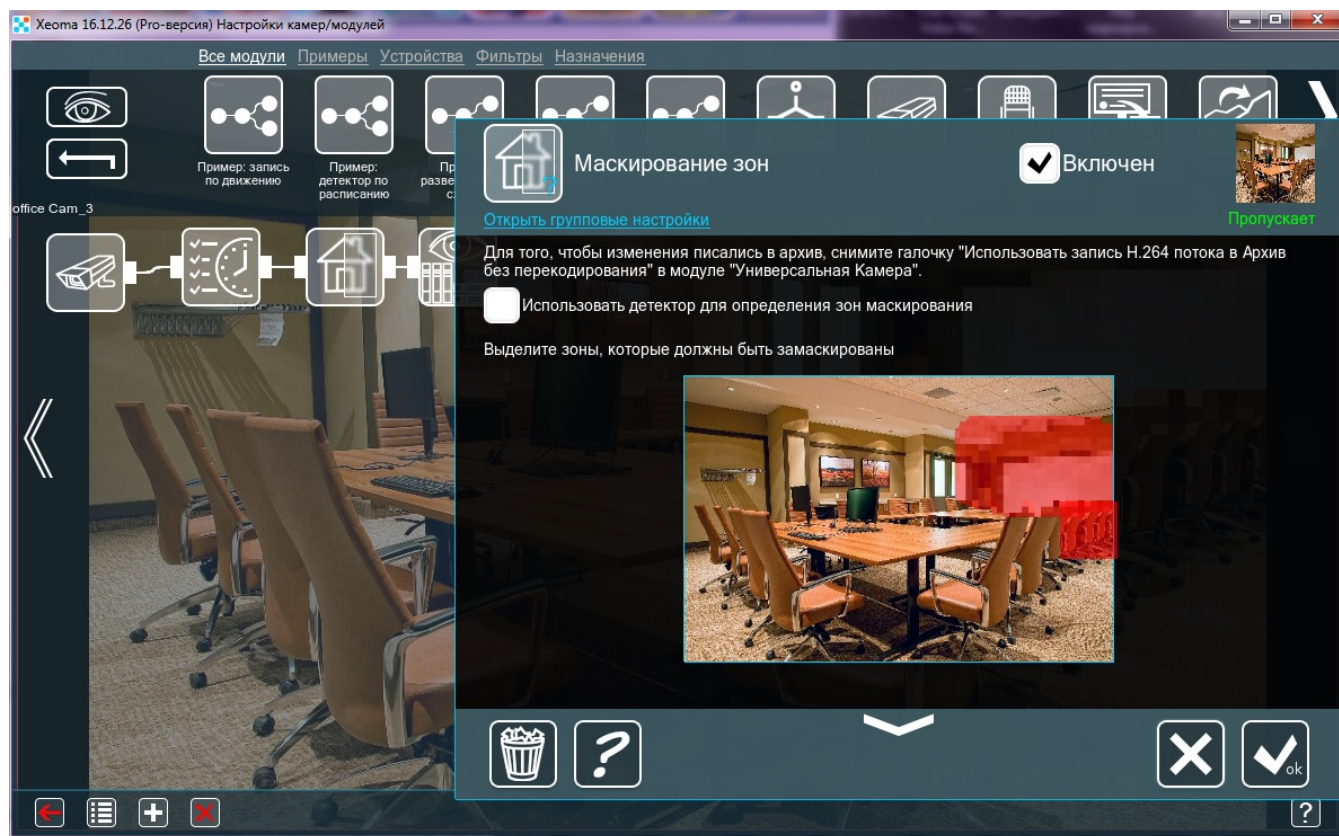 Xeoma 16.12.26 (Pro-версия) Настройки камер/модулей
Все модули Примеры Устройства Фильтры Назначения
Пример: запись
по движению
Пример:
детектор по
расписанию
office Cam_3
Маскирование зон
Включен
Открыть групповые настройки
Пропускает
Для того, чтобы изменения писались в архив, снимите галочку "Использовать запись H.264 потока в Архив
без перекодирования" в модуле "Универсальная Камера".
Использовать детектор для определения зон маскирования
Выделите зоны, которые должны быть замаскированы
?
ok
?